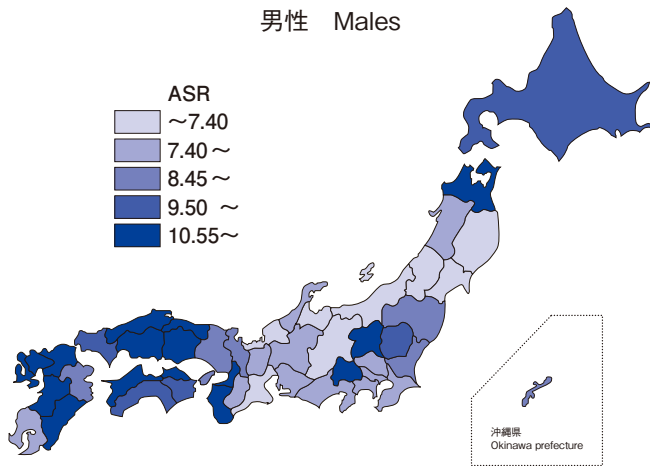 男性 Males
ASR
～7.40
7.40～
8.45～
9.50 ～
10.55～
沖縄県
Okinawa prefecture